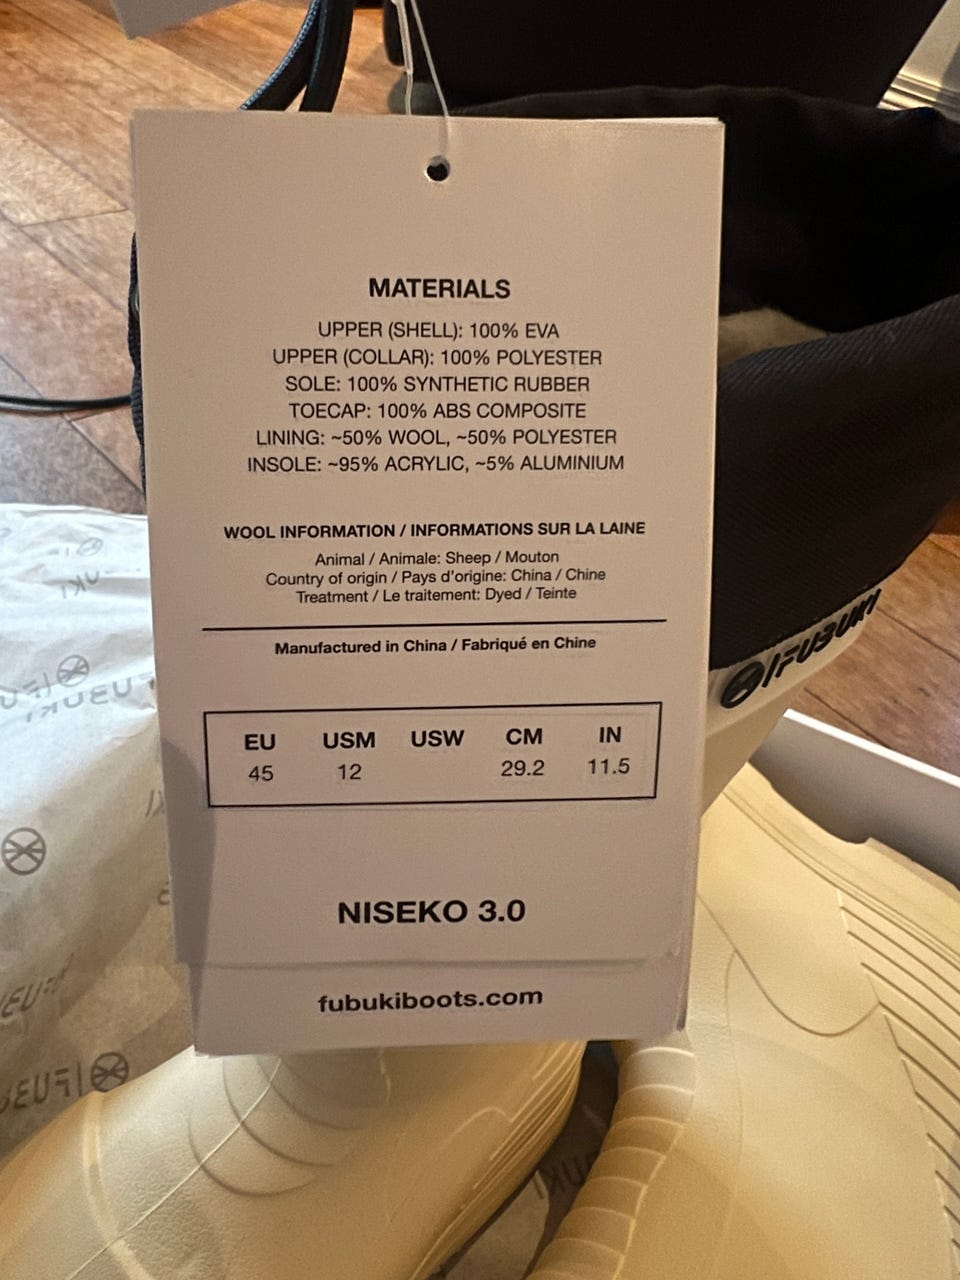 MATERIALS
UPPER (SHELL): 100% EVA
UPPER (COLLAR): 100% POLYESTER
SOLE: 100% SYNTHETIC RUBBER
TOECAP: 100% ABS COMPOSITE
LINING: ~50% WOOL, ~50% POLYESTER
INSOLE: ~95% ACRYLIC, ~5% ALUMINIUM
WOOL INFORMATION / INFORMATIONS SUR LA LAINE
Animal / Animale: Sheep / Mouton
Country of origin / Pays d'origine: China / Chine
Treatment / Le traitement: Dyed / Teinte
Manufactured in China / Fabriqué en Chine
EU USM USW CM IN
45 12 29.2 11.5
NISEKO 3.0
fubukiboots.com
FUBUKI